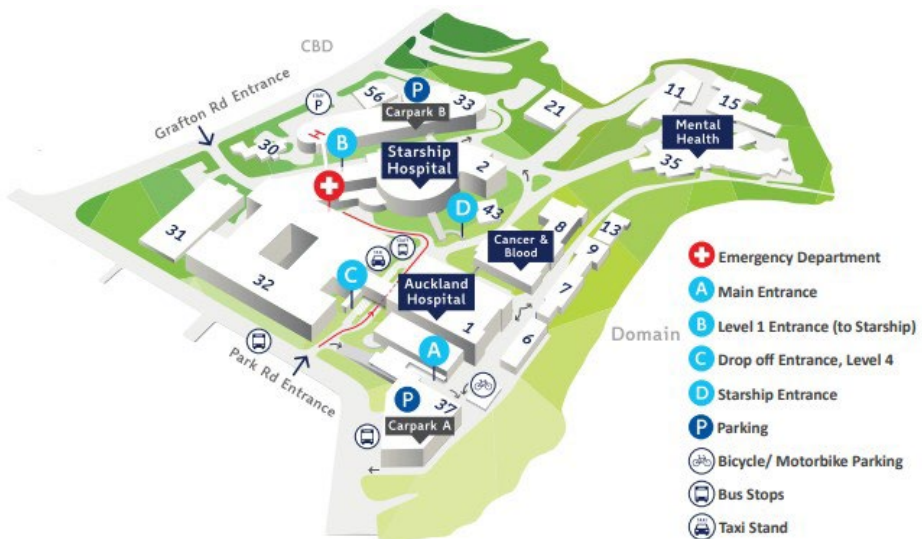 CBD
Grafton Rd Entrance
STAFF
P
56
P
Carpark B
33
21
11
15
Mental
Health
35
H
30
B
Starship
Hospital
2
D
43
31
32
C
TAXI
Auckland
Hospital
1
Cancer &
Blood
8
13
9
7
6
Domain
A
Park Rd Entrance
P
37
Carpark A
Emergency Department
A Main Entrance
B Level 1 Entrance (to Starship)
C Drop off Entrance, Level 4
D Starship Entrance
P Parking
Bicycle/ Motorbike Parking
Bus Stops
TAXI Taxi Stand